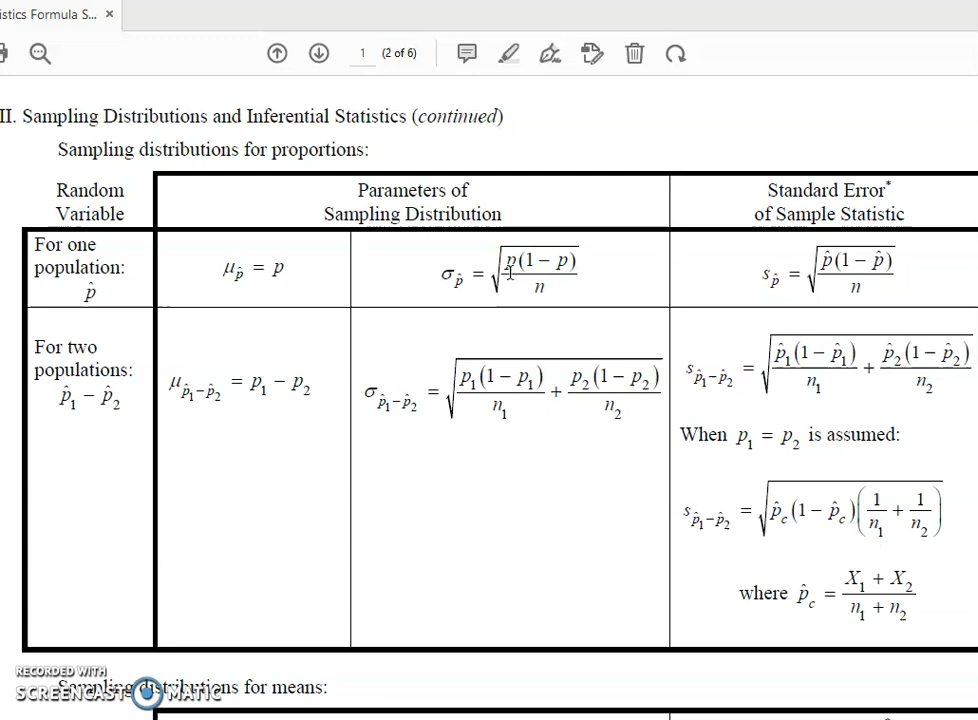 istics Formula S... ×
1 (2 of 6)
II. Sampling Distributions and Inferential Statistics (continued)
Sampling distributions for proportions:
Random Variable
Parameters of Sampling Distribution
Standard Error* of Sample Statistic
For one population: p̂
μ_p̂ = p
σ_p̂ = √(p(1 − p)/n)
s_p̂ = √(p̂(1 − p̂)/n)
For two populations: p̂₁ − p̂₂
μ_p̂₁−p̂₂ = p₁ − p₂
σ_p̂₁−p̂₂ = √(p₁(1 − p₁)/n₁ + p₂(1 − p₂)/n₂)
s_p̂₁−p̂₂ = √(p̂₁(1 − p̂₁)/n₁ + p̂₂(1 − p̂₂)/n₂)
When p₁ = p₂ is assumed:
s_p̂₁−p̂₂ = √(p̂_c(1 − p̂_c)(1/n₁ + 1/n₂))
where p̂_c = (X₁ + X₂)/(n₁ + n₂)
Sampling distributions for means:
RECORDED WITH
SCREENCAST MATIC